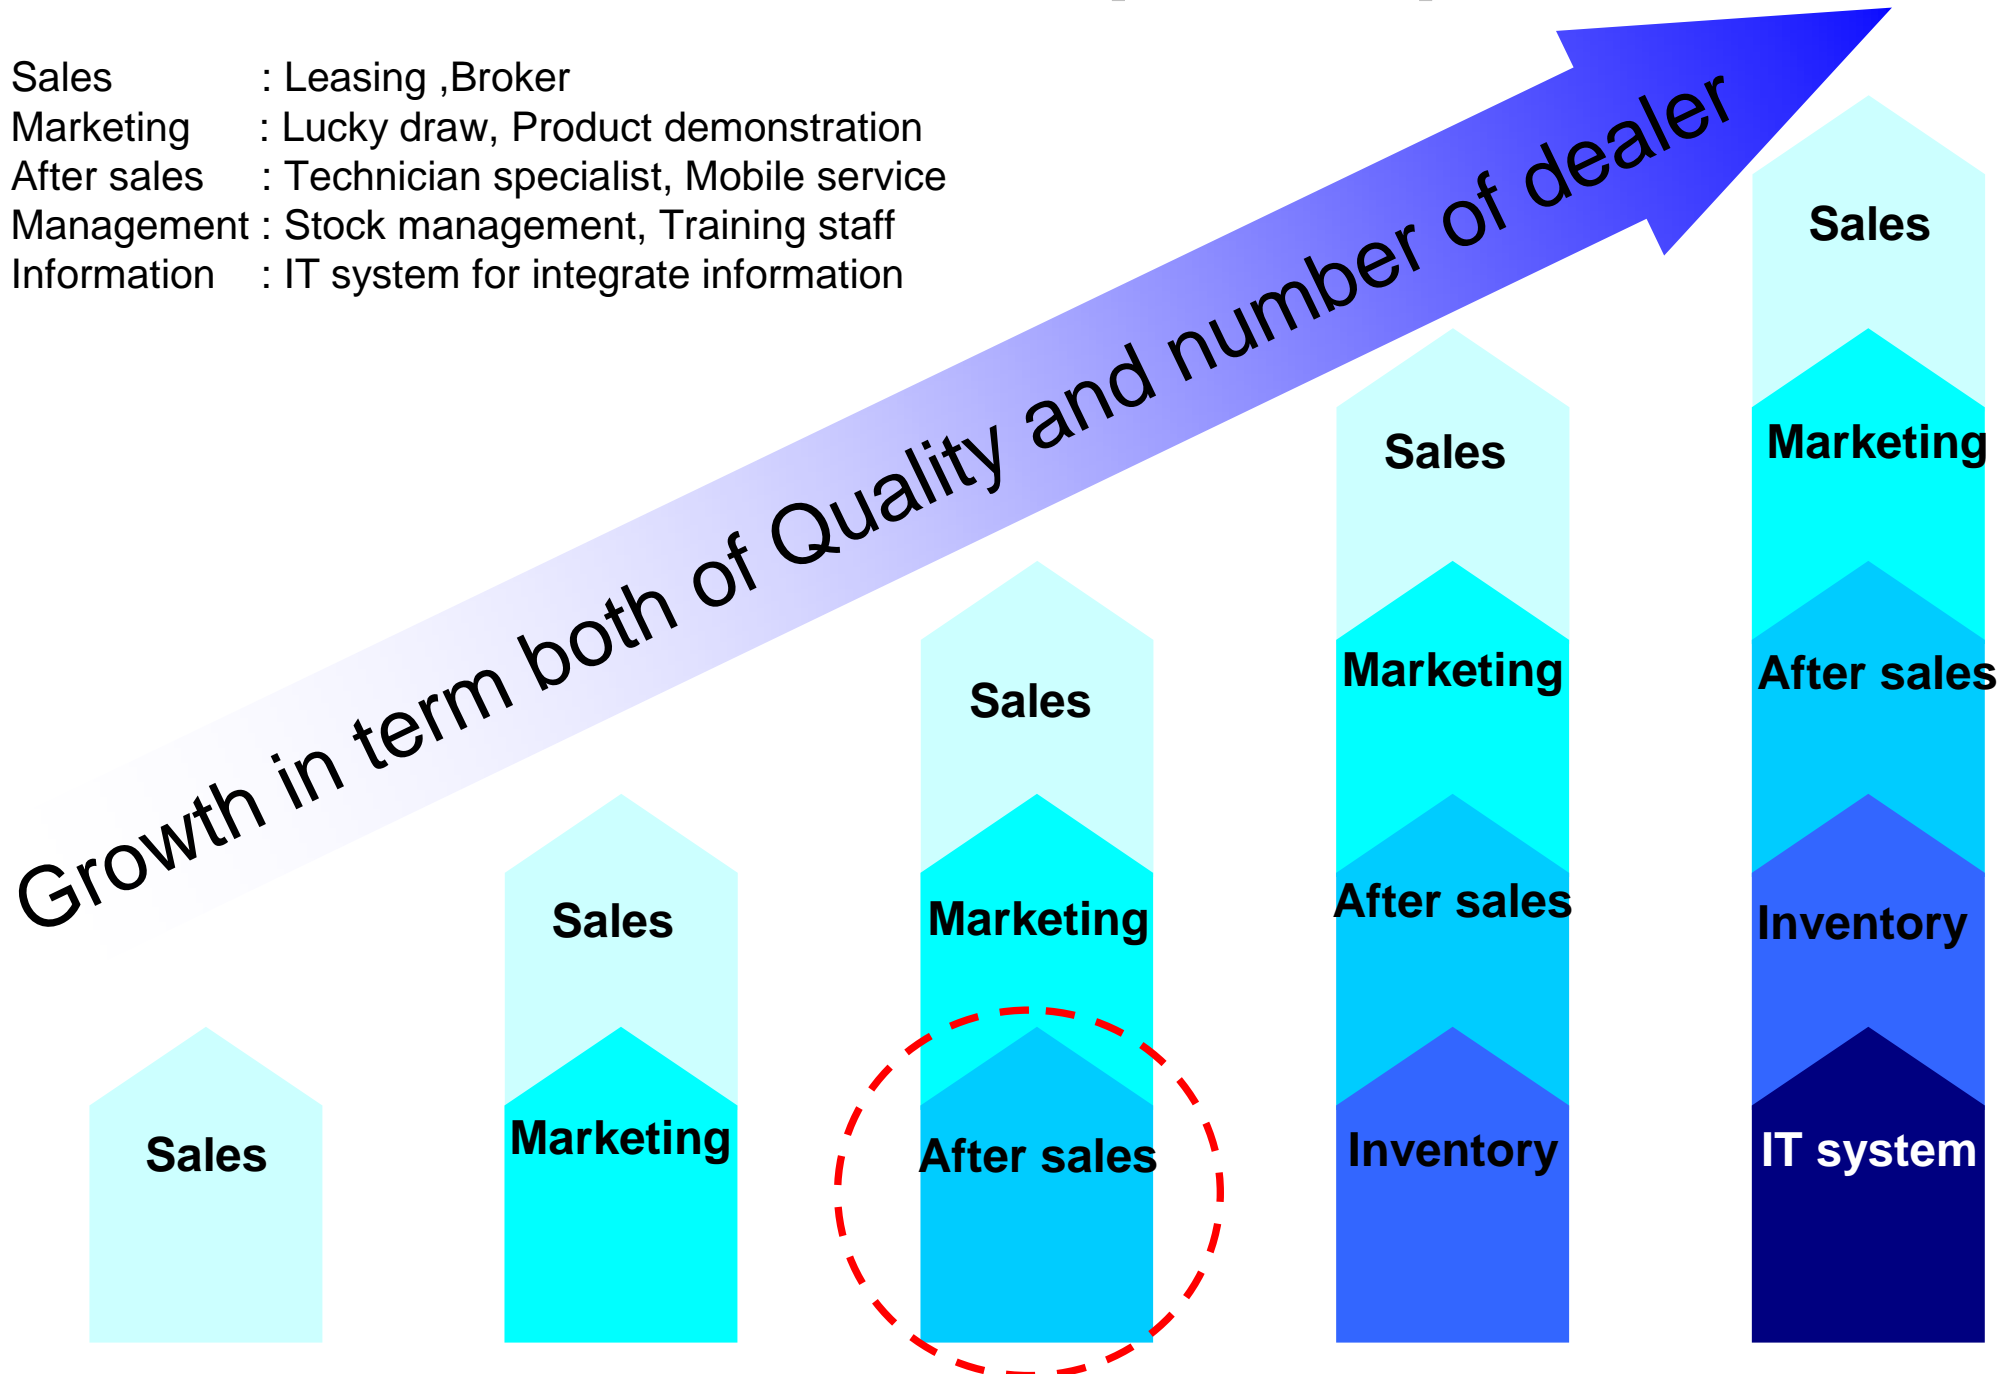 Sales : Leasing ,Broker
Marketing : Lucky draw, Product demonstration
After sales : Technician specialist, Mobile service
Management : Stock management, Training staff
Information : IT system for integrate information
Growth in term both of Quality and number of dealer
Sales
Sales
Marketing
Sales
Marketing
After sales
Sales
Marketing
After sales
Inventory
Sales
Marketing
After sales
Inventory
IT system